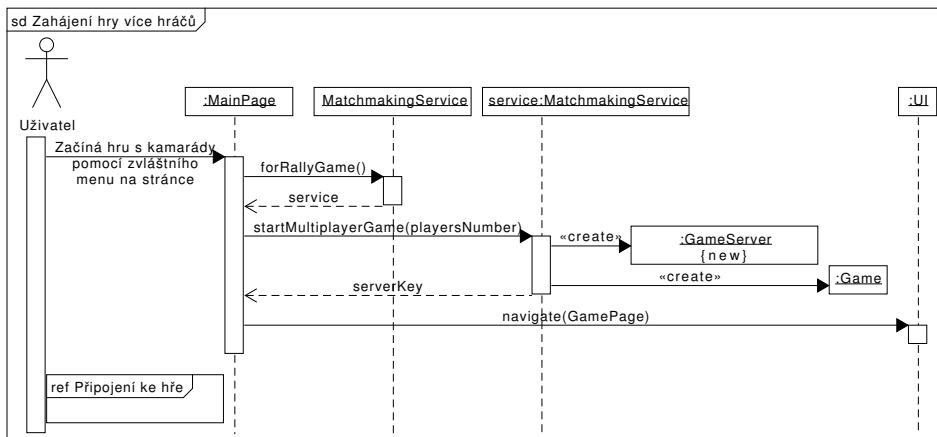 sd Zahájení hry více hráčů
:MainPage
MatchmakingService
service:MatchmakingService
:UI
Uživatel
Začíná hru s kamarády
pomocí zvláštního
menu na stránce
forRallyGame()
service
startMultiplayerGame(playersNumber)
«create»
:GameServer
{new}
«create»
:Game
serverKey
navigate(GamePage)
ref Připojení ke hře